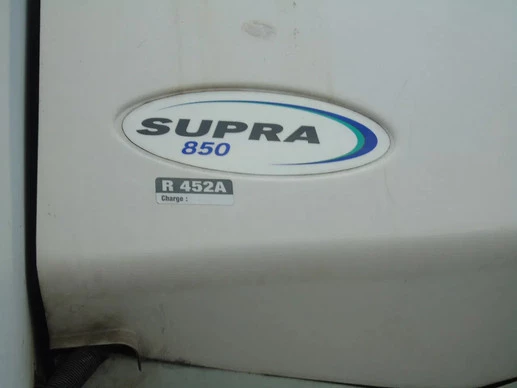 SUPRA
850
R 452A
Charge :